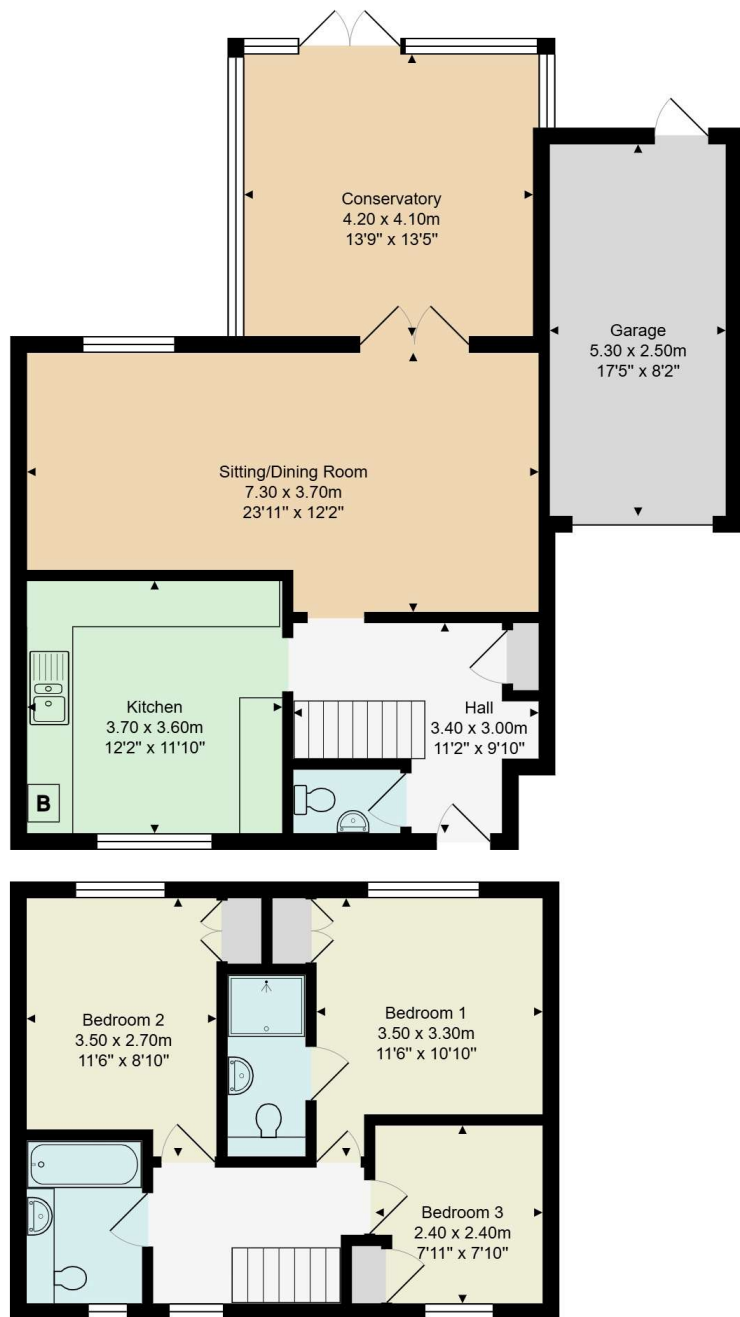 Conservatory
4.20 x 4.10m
13'9" x 13'5"
Garage
5.30 x 2.50m
17'5" x 8'2"
Sitting/Dining Room
7.30 x 3.70m
23'11" x 12'2"
Kitchen
3.70 x 3.60m
12'2" x 11'10"
Hall
3.40 x 3.00m
11'2" x 9'10"
B
Bedroom 2
3.50 x 2.70m
11'6" x 8'10"
Bedroom 1
3.50 x 3.30m
11'6" x 10'10"
Bedroom 3
2.40 x 2.40m
7'11" x 7'10"